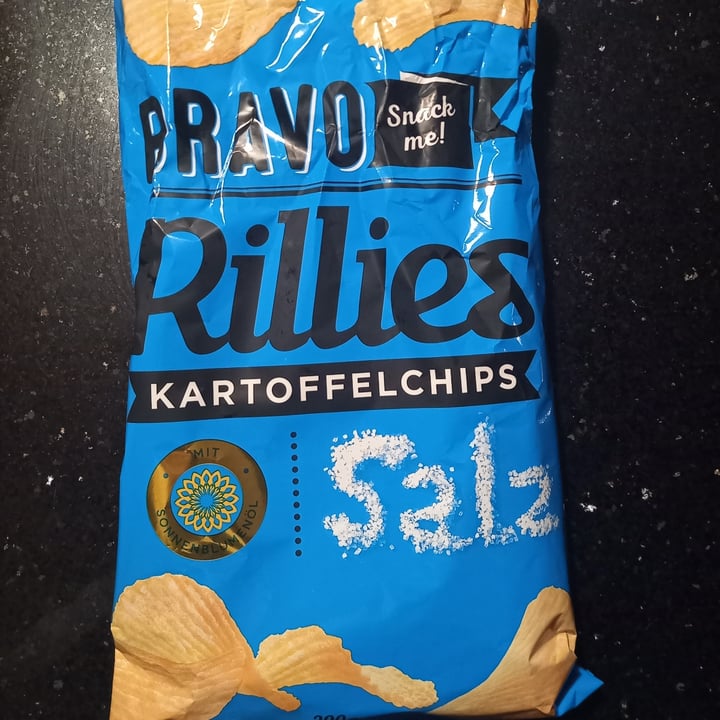 BRAVO
Snack
me!
Rillies
KARTOFFELCHIPS
MIT
SONNENBLUMENÖL
Salz